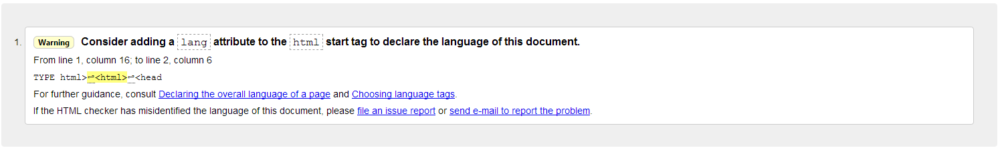 1. Warning Consider adding a lang attribute to the html start tag to declare the language of this document.
From line 1, column 16; to line 2, column 6
TYPE html>↩<html>↩<head
For further guidance, consult Declaring the overall language of a page and Choosing language tags.
If the HTML checker has misidentified the language of this document, please file an issue report or send e-mail to report the problem.